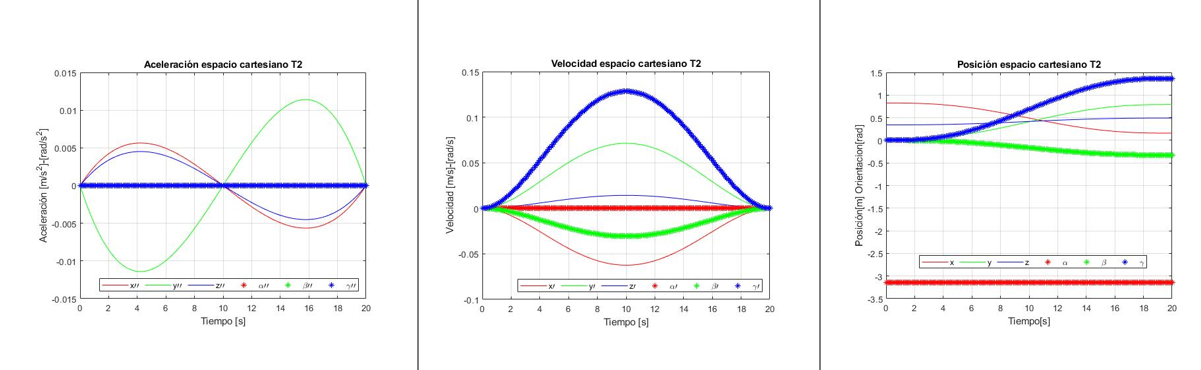 Aceleración espacio cartesiano T2
Aceleración [m/s²]-[rad/s²]
0.015
0.01
0.005
0
-0.005
-0.01
-0.015
x′′ y′′ z′′ α′′ β′′ γ′′
0 2 4 6 8 10 12 14 16 18 20
Tiempo [s]
Velocidad espacio cartesiano T2
Velocidad [m/s]-[rad/s]
0.15
0.1
0.05
0
-0.05
-0.1
x′ y′ z′ α′ β′ γ′
0 2 4 6 8 10 12 14 16 18 20
Tiempo [s]
Posición espacio cartesiano T2
Posición[m] Orientacion[rad]
1.5
1
0.5
0
-0.5
-1
-1.5
-2
-2.5
-3
-3.5
x y z α β γ
0 2 4 6 8 10 12 14 16 18 20
Tiempo[s]